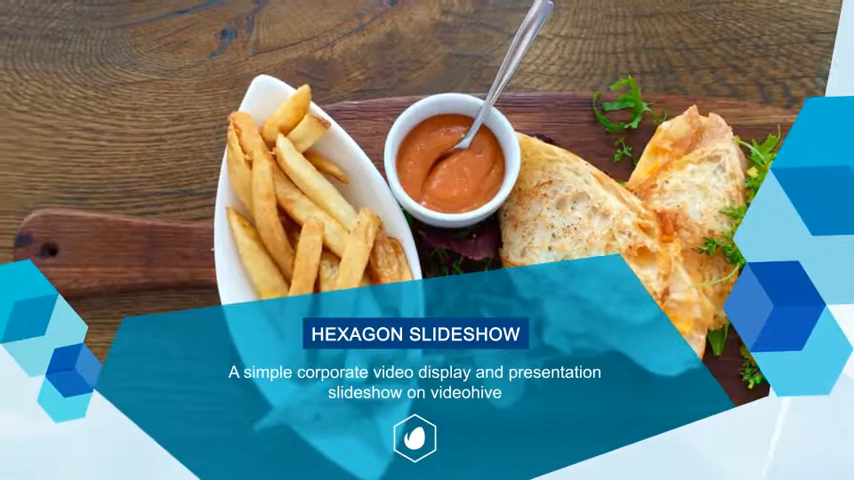 HEXAGON SLIDESHOW
A simple corporate video display and presentation
slideshow on videohive